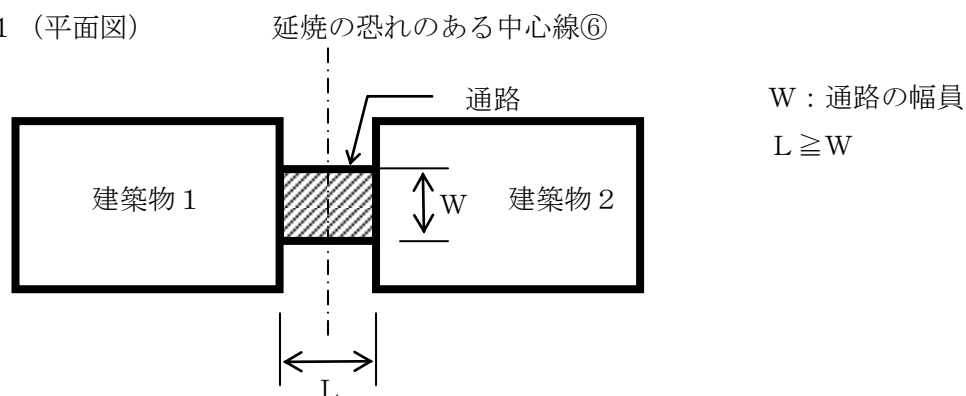 1 （平面図）
延焼の恐れのある中心線⑥
通路
W：通路の幅員
L≧W
建築物１
W
建築物２
L